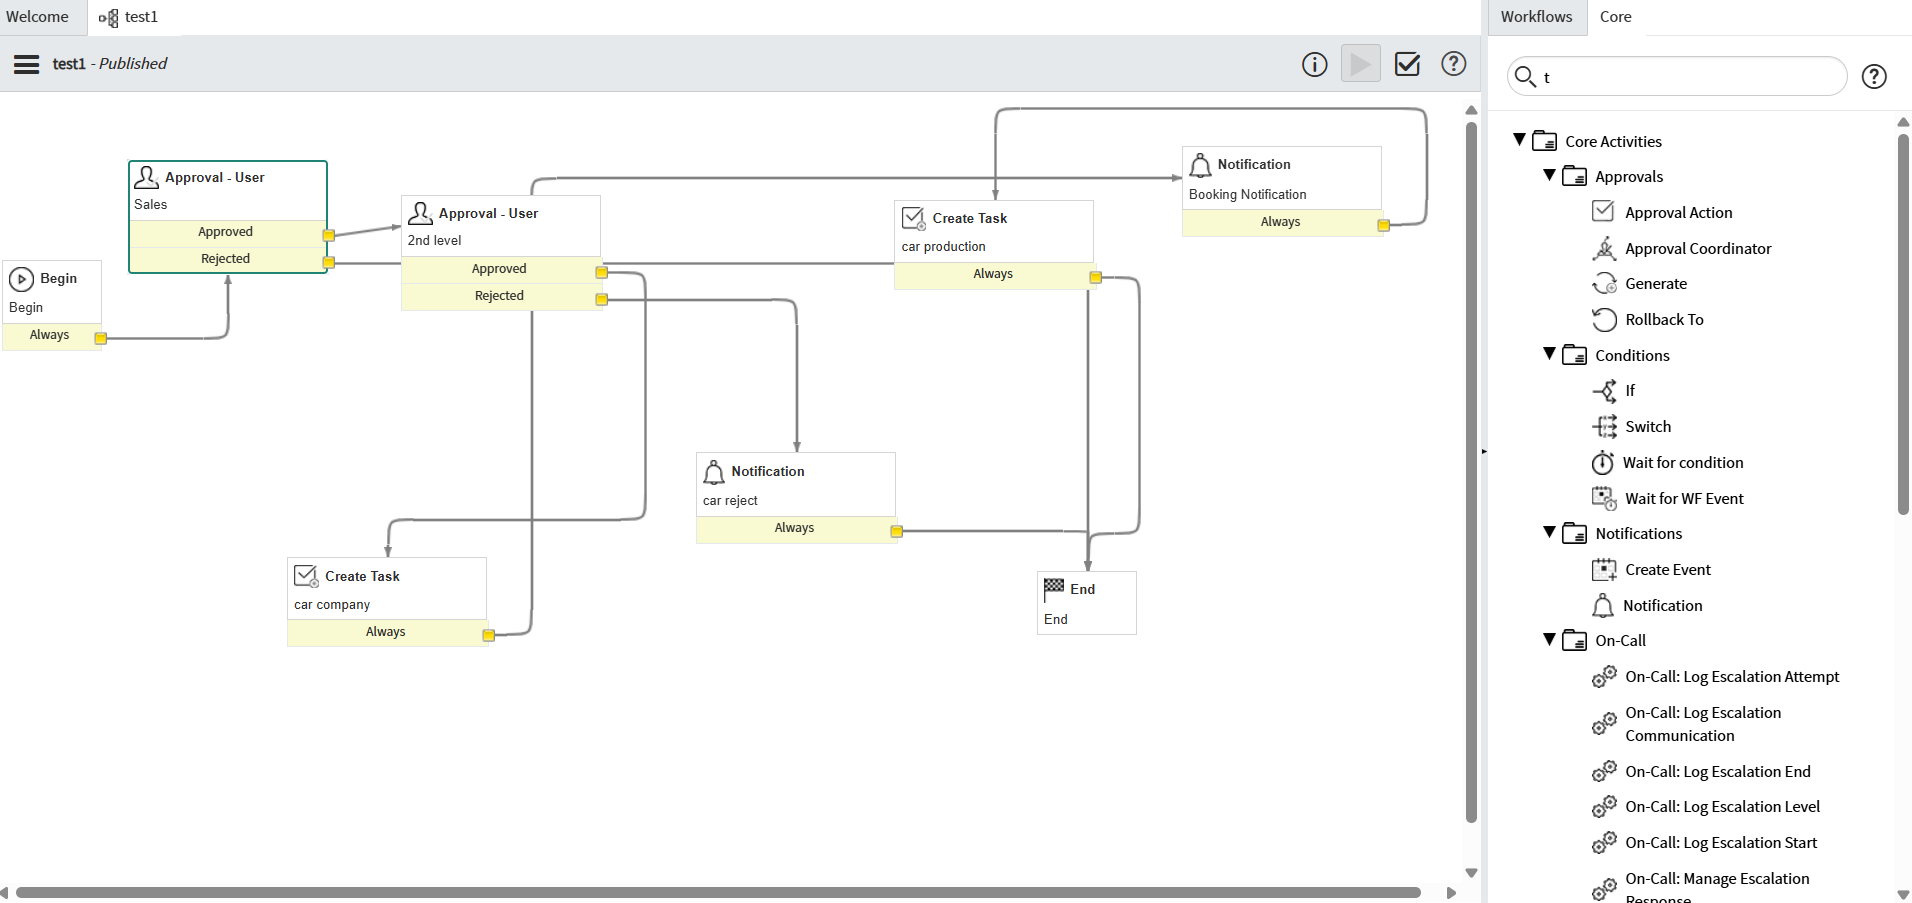 Welcome
test1
Workflows
Core
test1 - Published
t
Approval - User
Sales
Approved
Rejected
Begin
Begin
Always
Approval - User
2nd level
Approved
Rejected
Create Task
car production
Always
Notification
Booking Notification
Always
Notification
car reject
Always
Create Task
car company
Always
End
End
Core Activities
Approvals
Approval Action
Approval Coordinator
Generate
Rollback To
Conditions
If
Switch
Wait for condition
Wait for WF Event
Notifications
Create Event
Notification
On-Call
On-Call: Log Escalation Attempt
On-Call: Log Escalation
Communication
On-Call: Log Escalation End
On-Call: Log Escalation Level
On-Call: Log Escalation Start
On-Call: Manage Escalation
Response